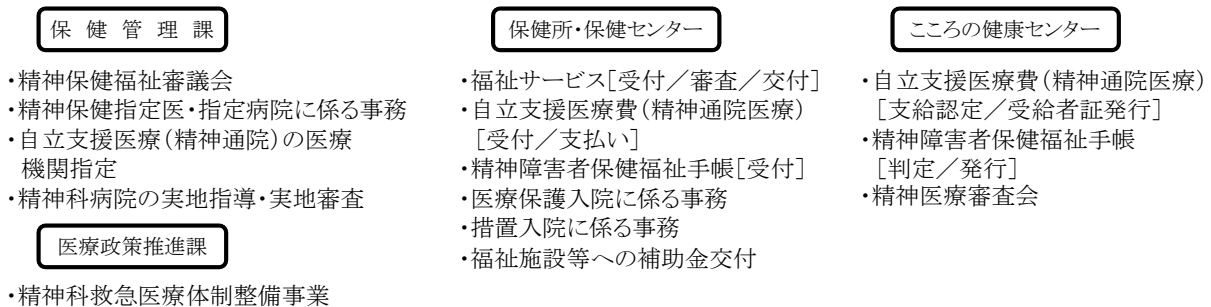 保健管理課
・精神保健福祉審議会
・精神保健指定医・指定病院に係る事務
・自立支援医療(精神通院)の医療
機関指定
・精神科病院の実地指導・実地審査
医療政策推進課
・精神科救急医療体制整備事業
保健所・保健センター
・福祉サービス[受付/審査/交付]
・自立支援医療費(精神通院医療)
[受付/支払い]
・精神障害者保健福祉手帳[受付]
・医療保護入院に係る事務
・措置入院に係る事務
・福祉施設等への補助金交付
こころの健康センター
・自立支援医療費(精神通院医療)
[支給認定/受給者証発行]
・精神障害者保健福祉手帳
[判定/発行]
・精神医療審査会